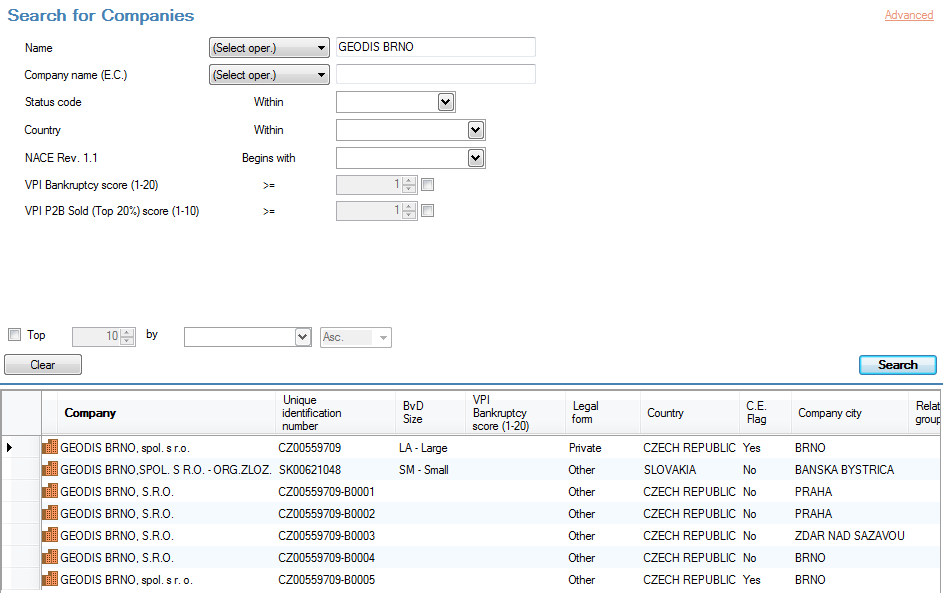 Search for Companies
Advanced
Name (Select oper.) GEODIS BRNO
Company name (E.C.) (Select oper.)
Status code Within
Country Within
NACE Rev. 1.1 Begins with
VPI Bankruptcy score (1-20) >= 1
VPI P2B Sold (Top 20%) score (1-10) >= 1
Top 10 by Asc.
Clear Search
Company Unique identification number BvD Size VPI Bankruptcy score (1-20) Legal form Country C.E. Flag Company city Relat group
GEODIS BRNO, spol. s r.o. CZ00559709 LA - Large Private CZECH REPUBLIC Yes BRNO
GEODIS BRNO,SPOL. S R.O. - ORG.ZLOZ. SK00621048 SM - Small Other SLOVAKIA No BANSKA BYSTRICA
GEODIS BRNO, S.R.O. CZ00559709-B0001 Other CZECH REPUBLIC No PRAHA
GEODIS BRNO, S.R.O. CZ00559709-B0002 Other CZECH REPUBLIC No PRAHA
GEODIS BRNO, S.R.O. CZ00559709-B0003 Other CZECH REPUBLIC No ZDAR NAD SAZAVOU
GEODIS BRNO, S.R.O. CZ00559709-B0004 Other CZECH REPUBLIC No BRNO
GEODIS BRNO, spol. s r. o. CZ00559709-B0005 Other CZECH REPUBLIC Yes BRNO